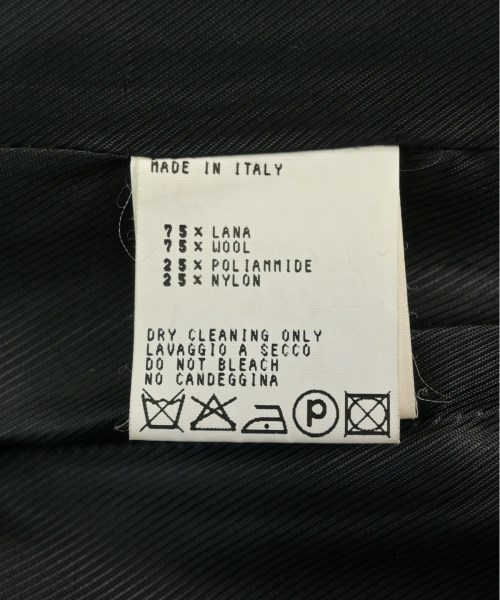 MADE IN ITALY
75% LANA
75% WOOL
25% POLIAMMIDE
25% NYLON
DRY CLEANING ONLY
LAVAGGIO A SECCO
DO NOT BLEACH
NO CANDEGGINA
P